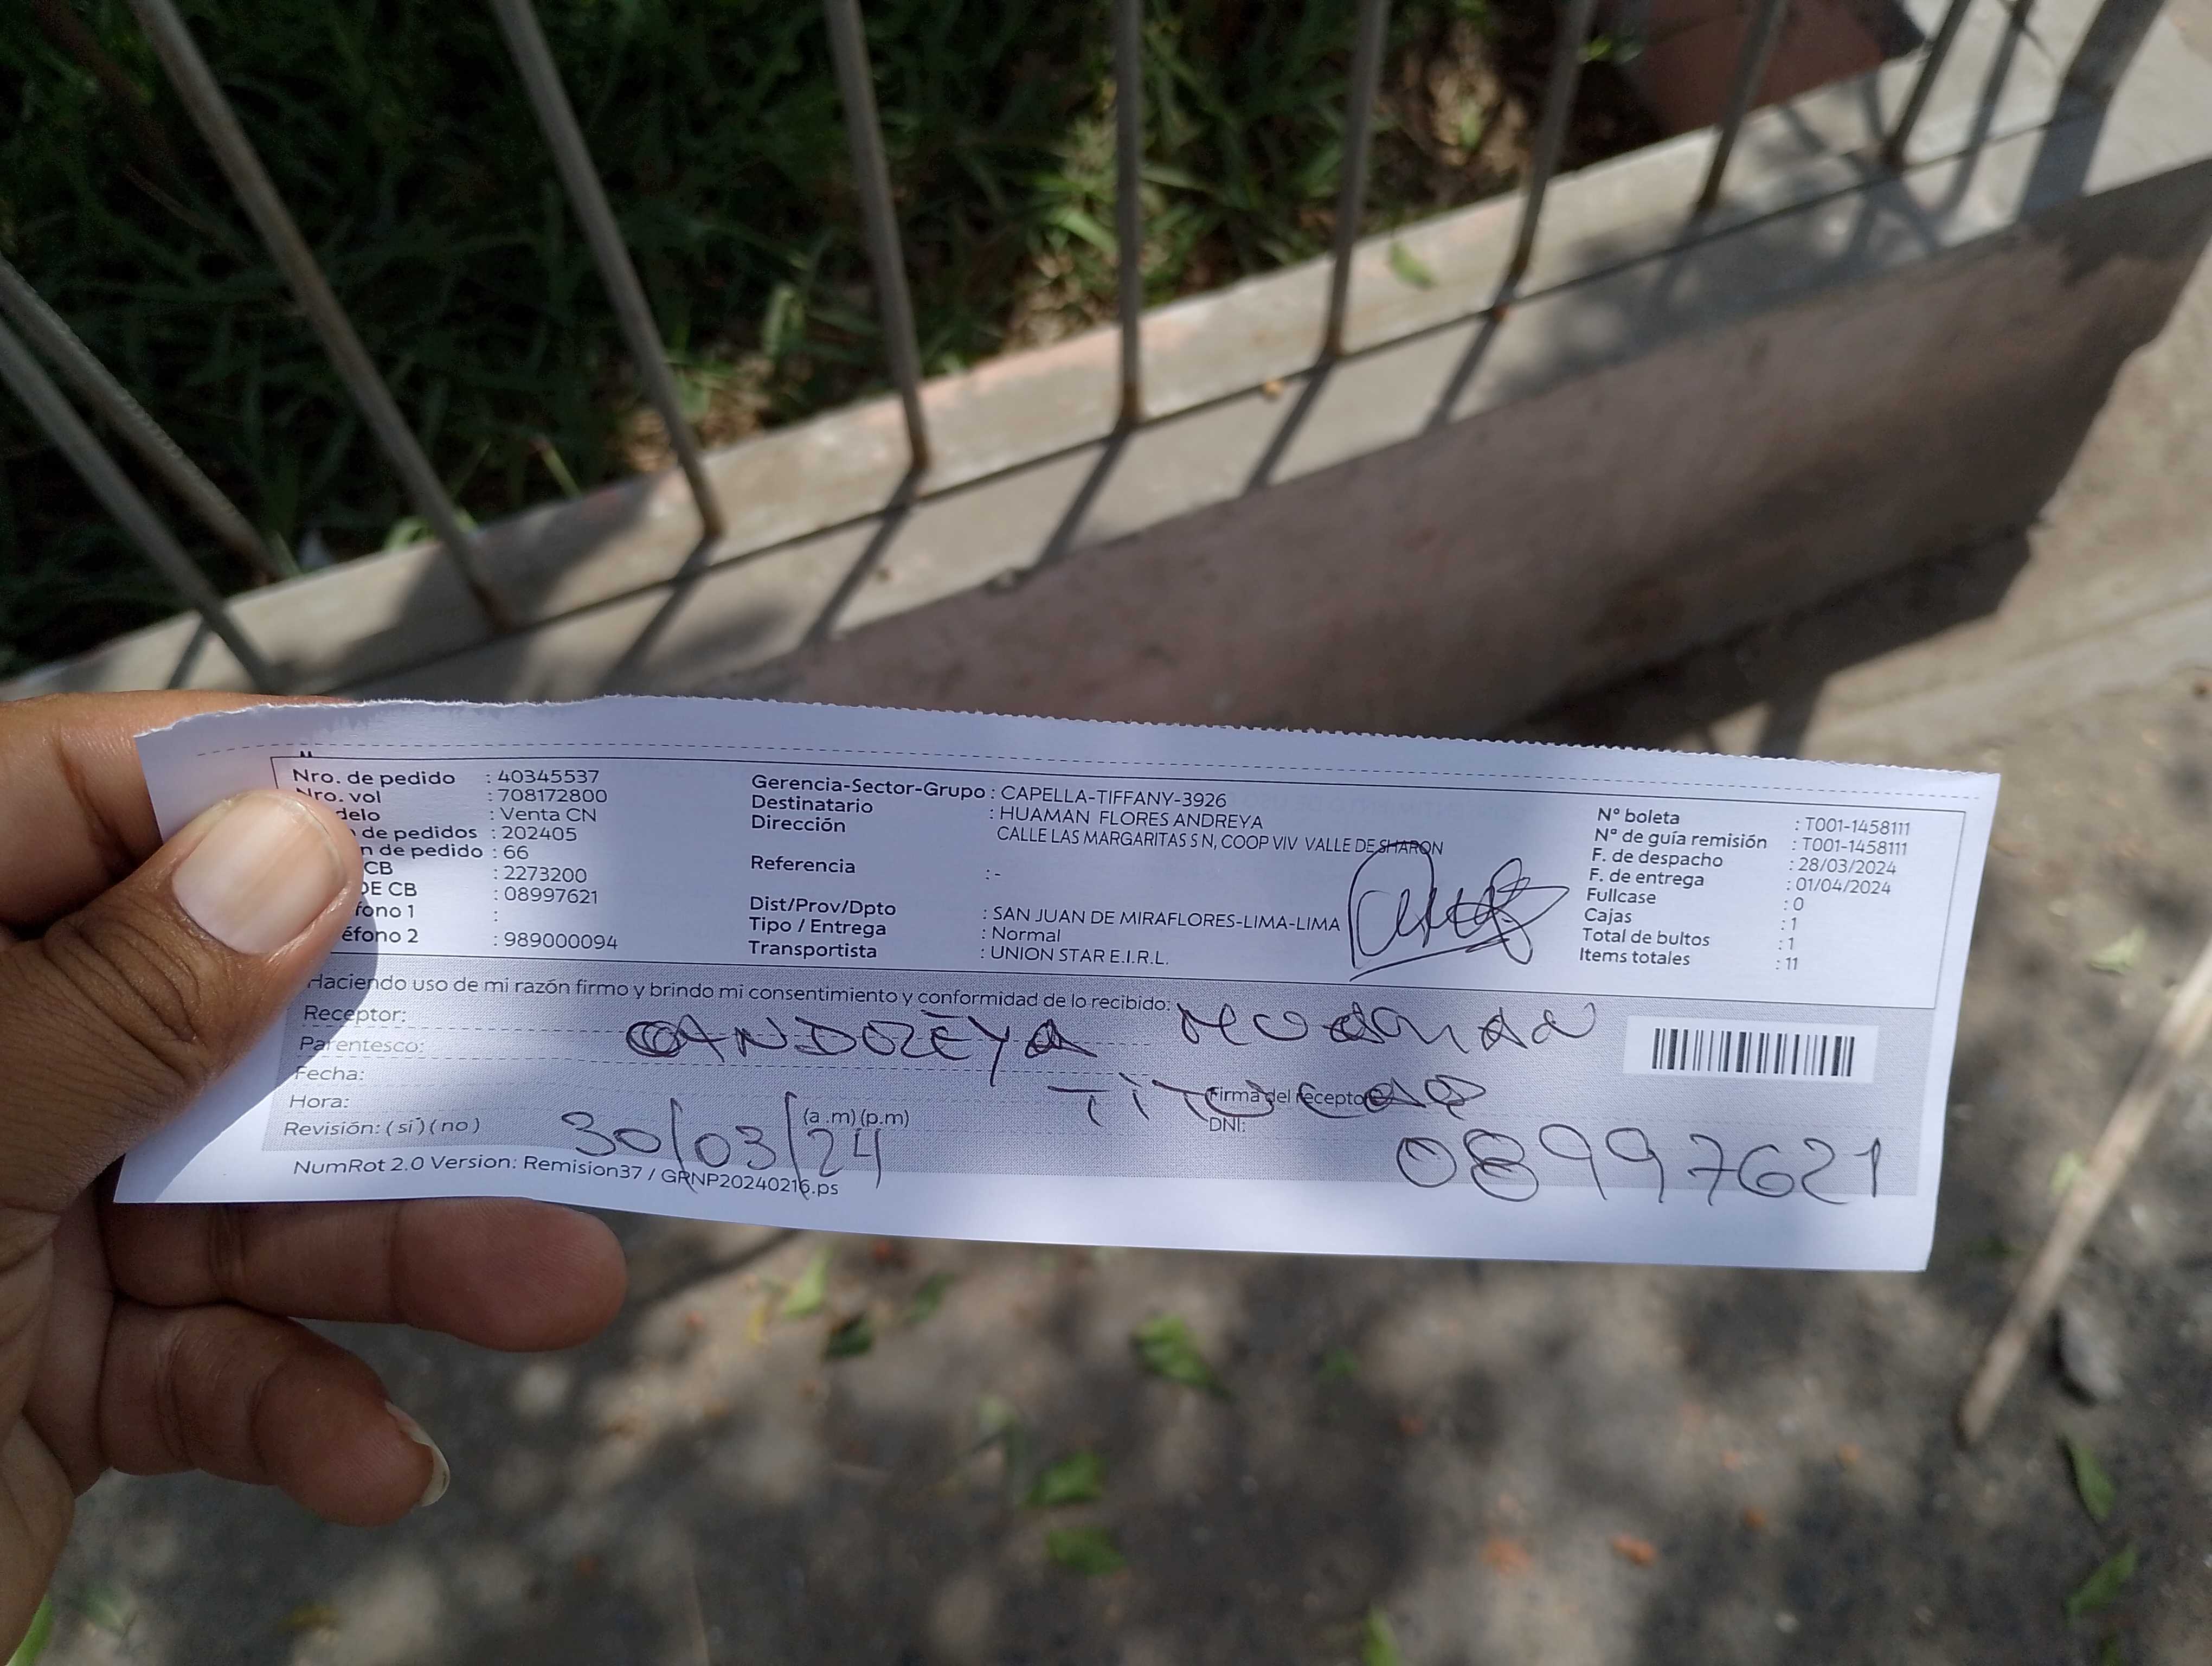 Nro. de pedido : 40345537
Nro. vol : 708172800
delo : Venta CN
de pedidos : 202405
n de pedido : 66
CB : 2273200
DE CB : 08997621
fono 1 :
éfono 2 : 989000094
Gerencia-Sector-Grupo : CAPELLA-TIFFANY-3926
Destinatario : HUAMAN FLORES ANDREYA
Dirección CALLE LAS MARGARITAS S N, COOP VIV VALLE DE SHARON
Referencia : -
Dist/Prov/Dpto : SAN JUAN DE MIRAFLORES-LIMA-LIMA
Tipo / Entrega : Normal
Transportista : UNION STAR E.I.R.L.
N° boleta : T001-1458111
N° de guía remisión : T001-1458111
F. de despacho : 28/03/2024
F. de entrega : 01/04/2024
Fullcase : 0
Cajas : 1
Total de bultos : 1
Items totales : 11
Haciendo uso de mi razón firmo y brindo mi consentimiento y conformidad de lo recibido:
Receptor:
Parentesco:
Fecha:
Firma del receptor
Hora: (a.m) (p.m)
DNI: 08997621
Revisión: (si) (no) 30/03/24
NumRot 2.0 Version: Remision37 / GRNP20240216.ps